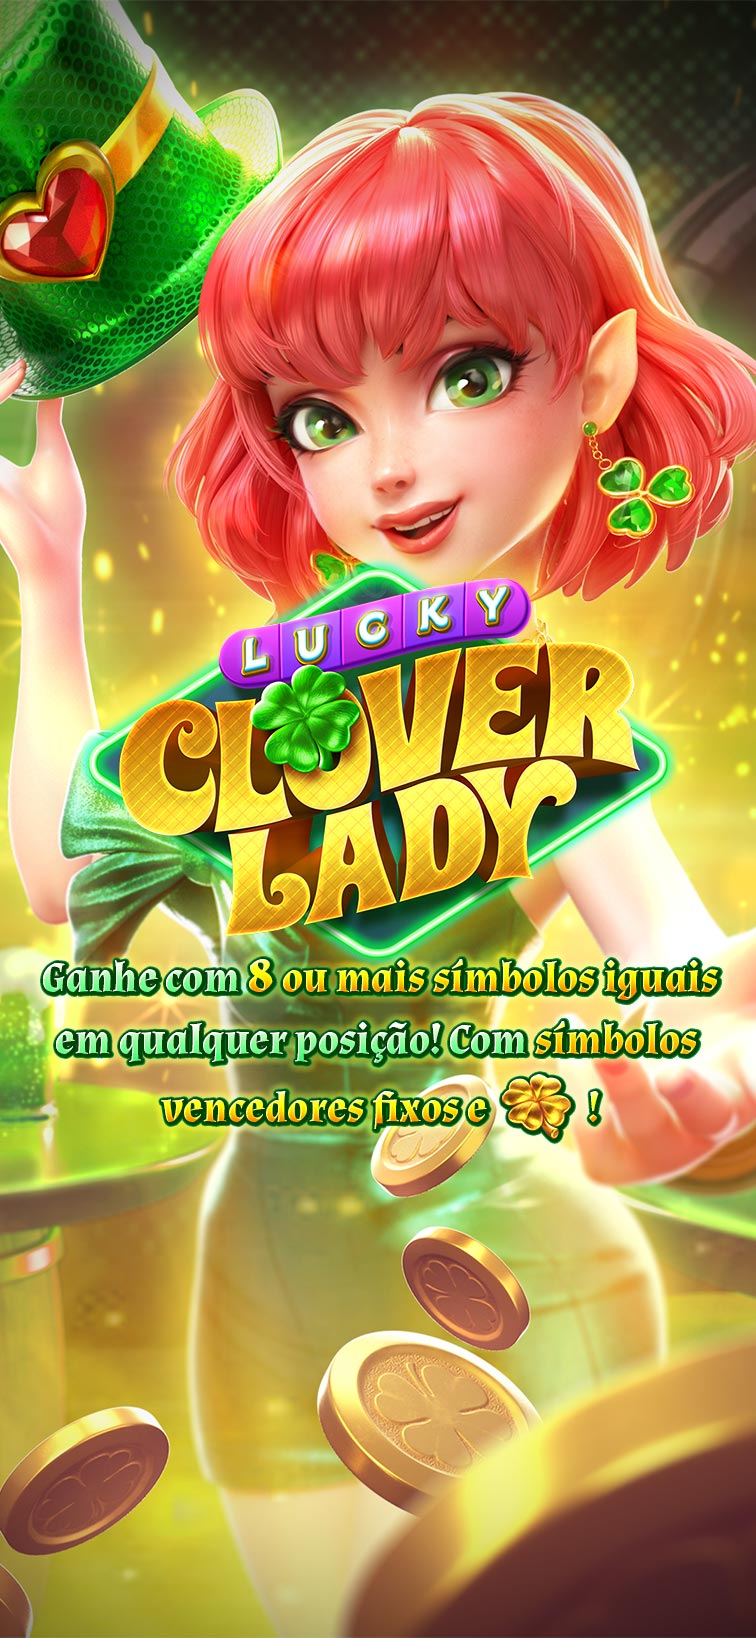 LUCKY
CLOVER
LADY
Ganhe com 8 ou mais símbolos iguais
em qualquer posição! Com símbolos
vencedores fixos e !